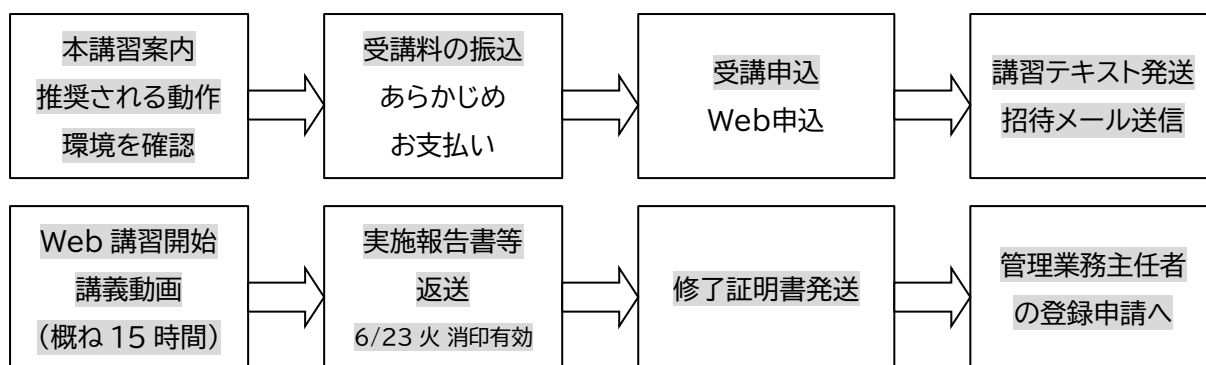 本講習案内
推奨される動作
環境を確認
受講料の振込
あらかじめ
お支払い
受講申込
Web申込
講習テキスト発送
招待メール送信
Web 講習開始
講義動画
(概ね 15 時間)
実施報告書等
返送
6/23 火 消印有効
修了証明書発送
管理業務主任者
の登録申請へ